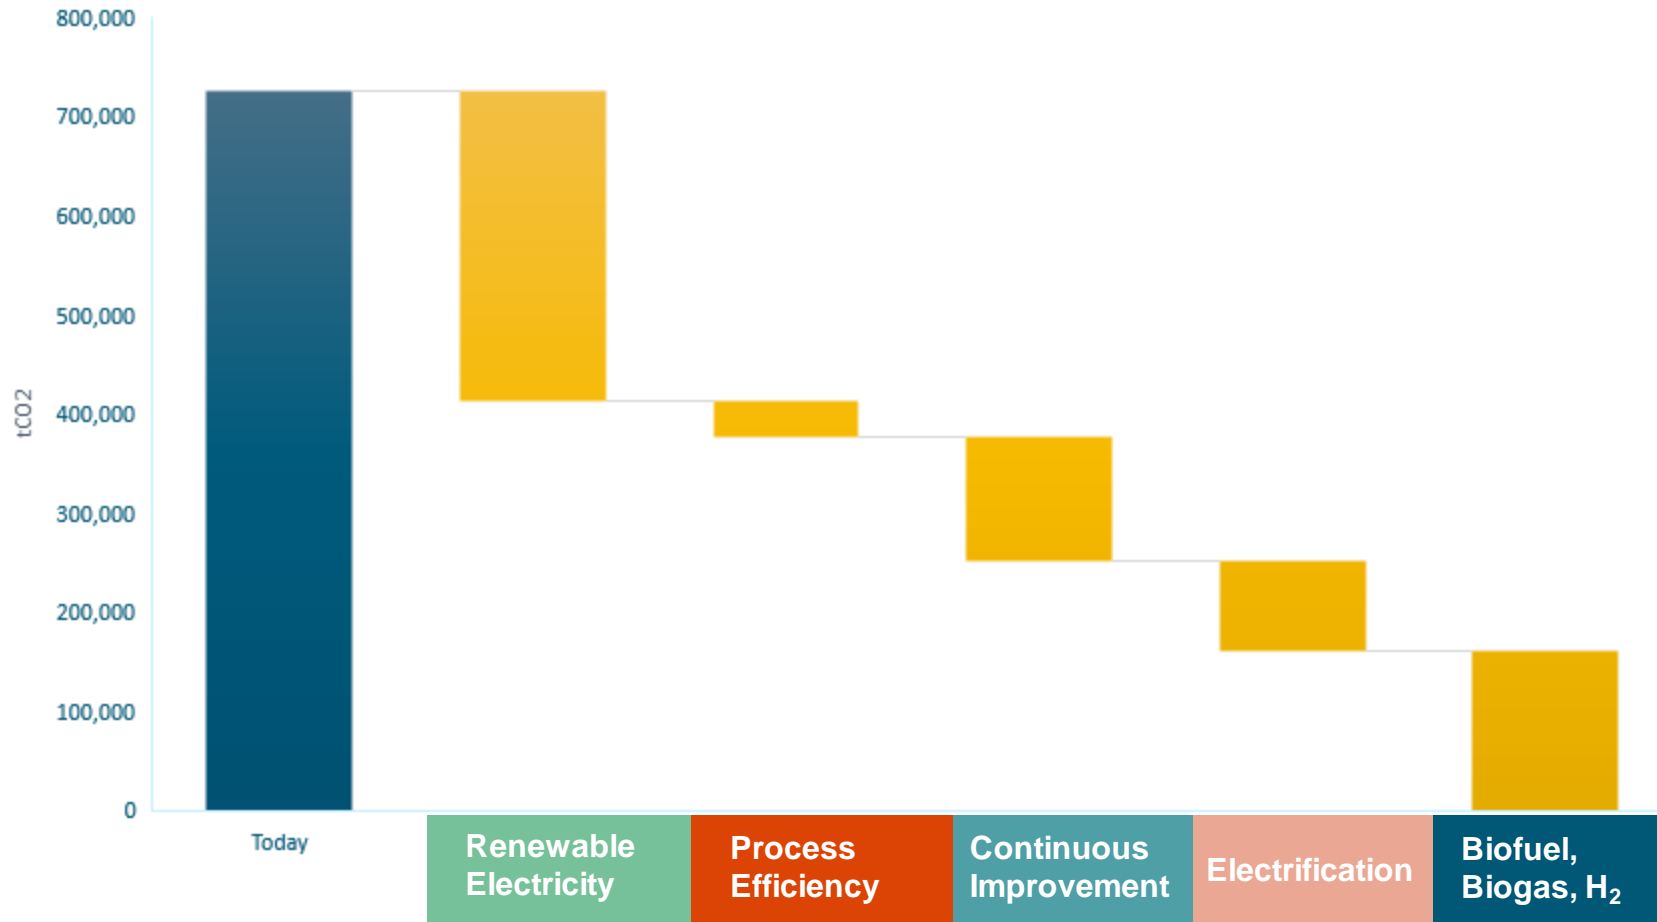 800,000
700,000
600,000
500,000
400,000
300,000
200,000
100,000
0
tCO2
Today
Renewable
Electricity
Process
Efficiency
Continuous
Improvement
Electrification
Biofuel,
Biogas, H₂